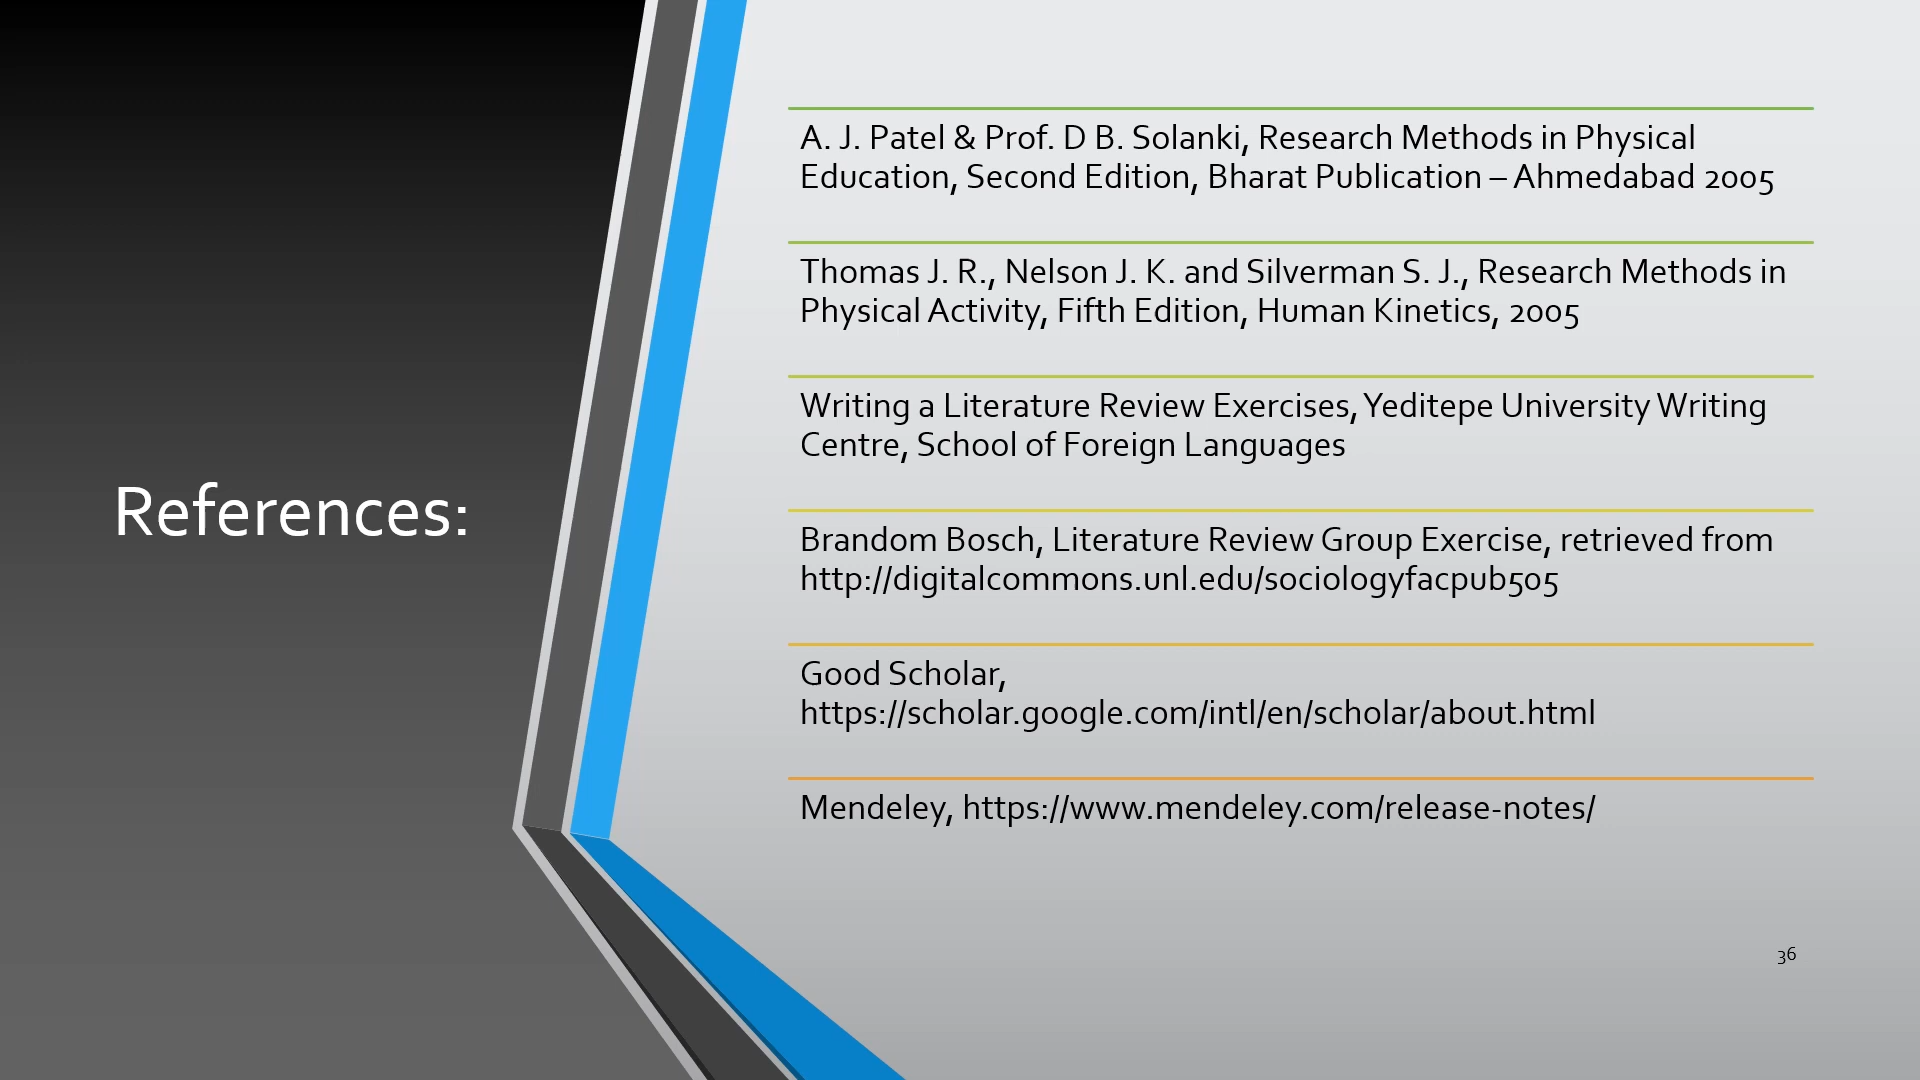 References:
A. J. Patel & Prof. D B. Solanki, Research Methods in Physical
Education, Second Edition, Bharat Publication – Ahmedabad 2005
Thomas J. R., Nelson J. K. and Silverman S. J., Research Methods in
Physical Activity, Fifth Edition, Human Kinetics, 2005
Writing a Literature Review Exercises, Yeditepe University Writing
Centre, School of Foreign Languages
Brandom Bosch, Literature Review Group Exercise, retrieved from
http://digitalcommons.unl.edu/sociologyfacpub505
Good Scholar,
https://scholar.google.com/intl/en/scholar/about.html
Mendeley, https://www.mendeley.com/release-notes/
36